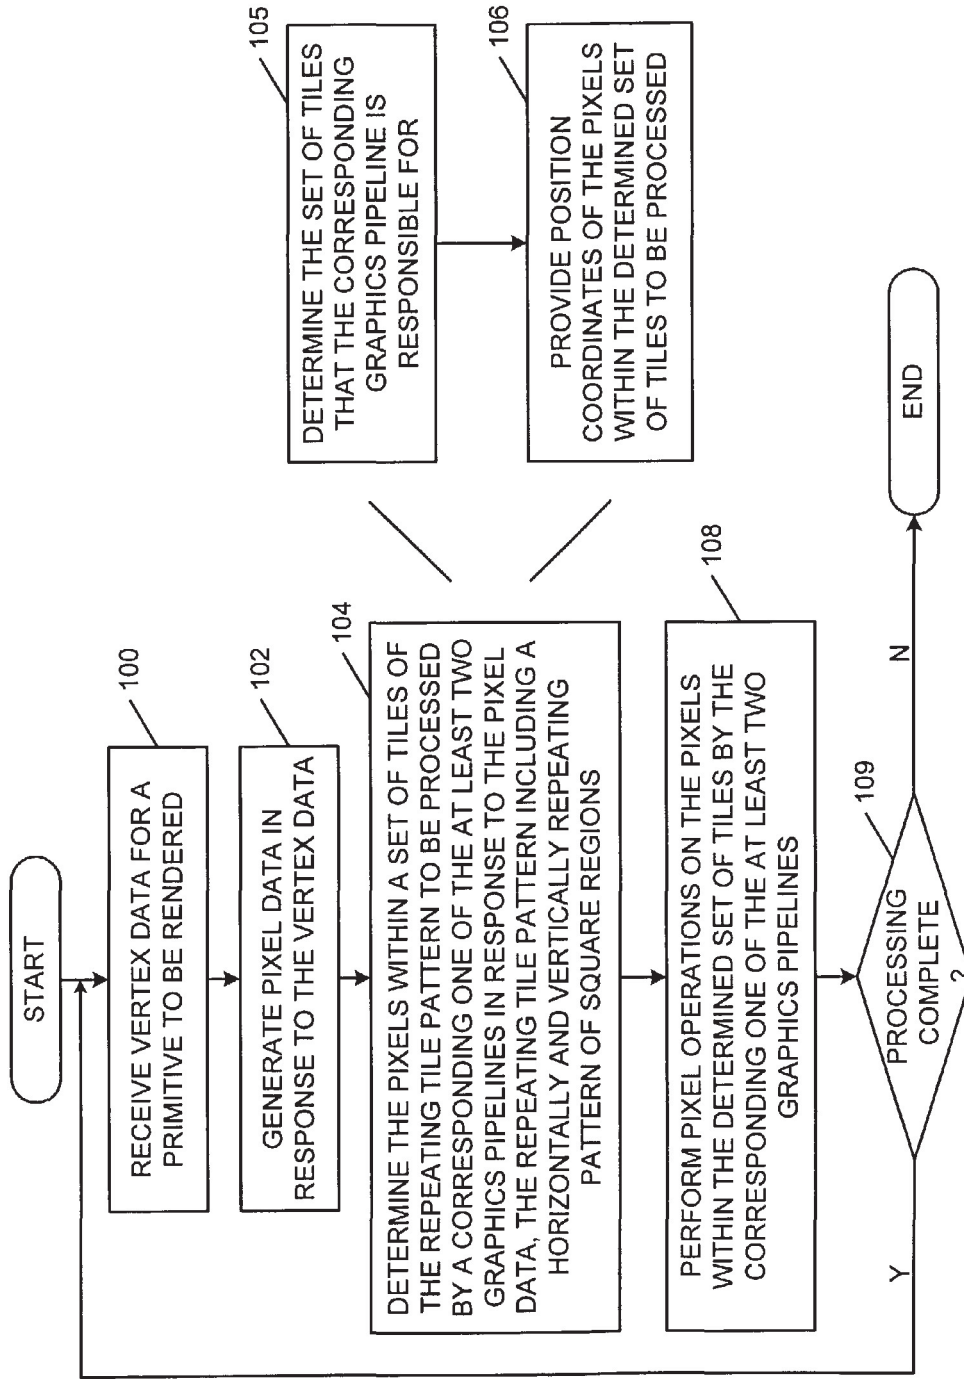 START
100
RECEIVE VERTEX DATA FOR A
PRIMITIVE TO BE RENDERED
102
GENERATE PIXEL DATA IN
RESPONSE TO THE VERTEX DATA
104
DETERMINE THE PIXELS WITHIN A SET OF TILES OF
THE REPEATING TILE PATTERN TO BE PROCESSED
BY A CORRESPONDING ONE OF THE AT LEAST TWO
GRAPHICS PIPELINES IN RESPONSE TO THE PIXEL
DATA, THE REPEATING TILE PATTERN INCLUDING A
HORIZONTALLY AND VERTICALLY REPEATING
PATTERN OF SQUARE REGIONS
105
DETERMINE THE SET OF TILES
THAT THE CORRESPONDING
GRAPHICS PIPELINE IS
RESPONSIBLE FOR
106
PROVIDE POSITION
COORDINATES OF THE PIXELS
WITHIN THE DETERMINED SET
OF TILES TO BE PROCESSED
108
PERFORM PIXEL OPERATIONS ON THE PIXELS
WITHIN THE DETERMINED SET OF TILES BY THE
CORRESPONDING ONE OF THE AT LEAST TWO
GRAPHICS PIPELINES
109
PROCESSING
COMPLETE
?
Y
N
END